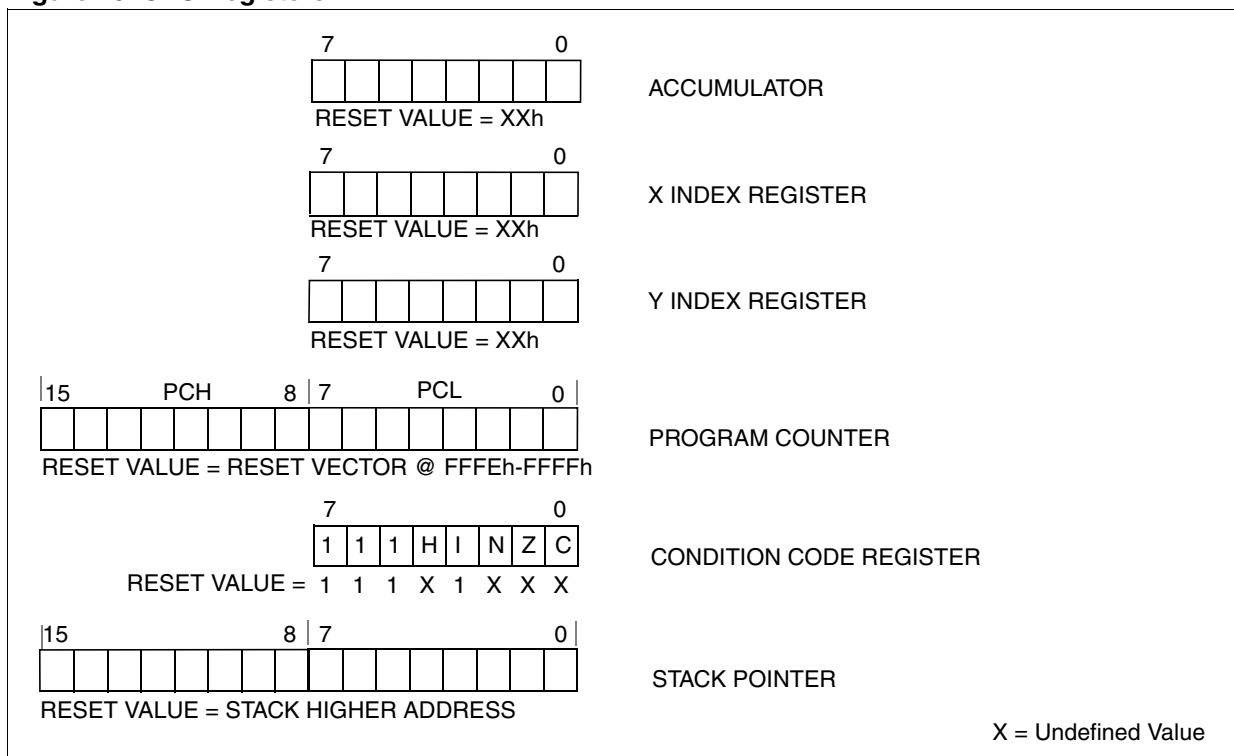 7 0
ACCUMULATOR
RESET VALUE = XXh
7 0
X INDEX REGISTER
RESET VALUE = XXh
7 0
Y INDEX REGISTER
RESET VALUE = XXh
15 PCH 8 7 PCL 0
PROGRAM COUNTER
RESET VALUE = RESET VECTOR @ FFFEh-FFFFh
7 0
1 1 1 H I N Z C
CONDITION CODE REGISTER
RESET VALUE = 1 1 1 X 1 X X X
15 8 7 0
STACK POINTER
RESET VALUE = STACK HIGHER ADDRESS
X = Undefined Value